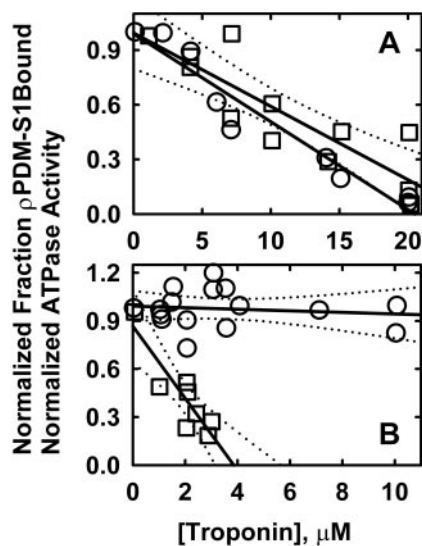 Normalized Fraction ρPDM-S1Bound
Normalized ATPase Activity
A
0.9
0.6
0.3
0.0
0 5 10 15 20
B
1.2
0.9
0.6
0.3
0.0
0 2 4 6 8 10
[Troponin], μM